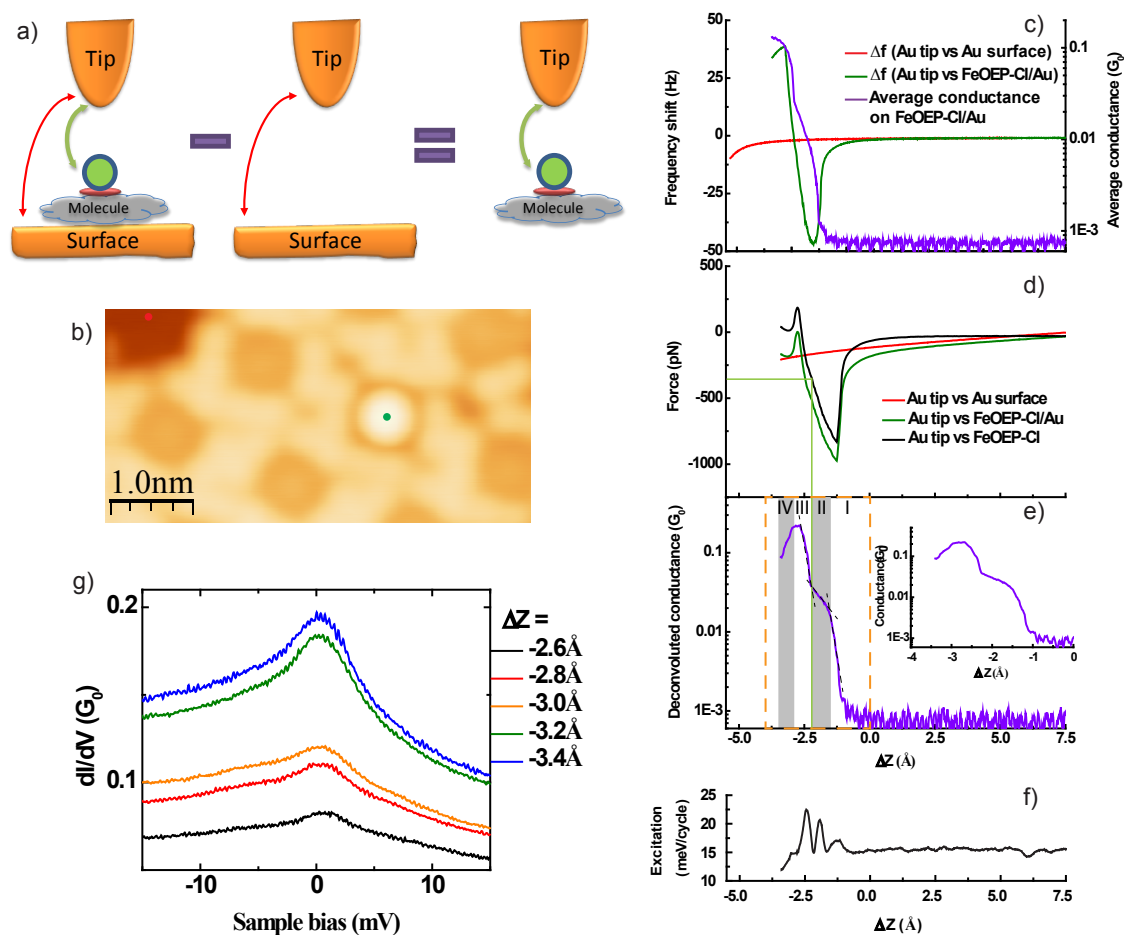 a)
Tip
Molecule
Surface
Tip
Surface
Tip
Molecule
b)
1.0nm
c)
Δf (Au tip vs Au surface)
Δf (Au tip vs FeOEP-Cl/Au)
Average conductance
on FeOEP-Cl/Au
Frequency shift (Hz)
50
25
0
-25
-50
Average conductance (G0)
0.1
0.01
1E-3
d)
Au tip vs Au surface
Au tip vs FeOEP-Cl/Au
Au tip vs FeOEP-Cl
Force (pN)
500
0
-500
-1000
e)
IV III II I
Deconvoluted conductance (G0)
0.1
0.01
1E-3
-5.0 -2.5 0.0 2.5 5.0 7.5
ΔZ (Å)
Conductance(G0)
0.1
0.01
1E-3
-4 -3 -2 -1 0
ΔZ (Å)
f)
Excitation
(meV/cycle)
25
20
15
10
-5.0 -2.5 0.0 2.5 5.0 7.5
ΔZ (Å)
g)
dI/dV (G0)
0.2
0.1
-10 0 10
Sample bias (mV)
ΔZ =
-2.6Å
-2.8Å
-3.0Å
-3.2Å
-3.4Å